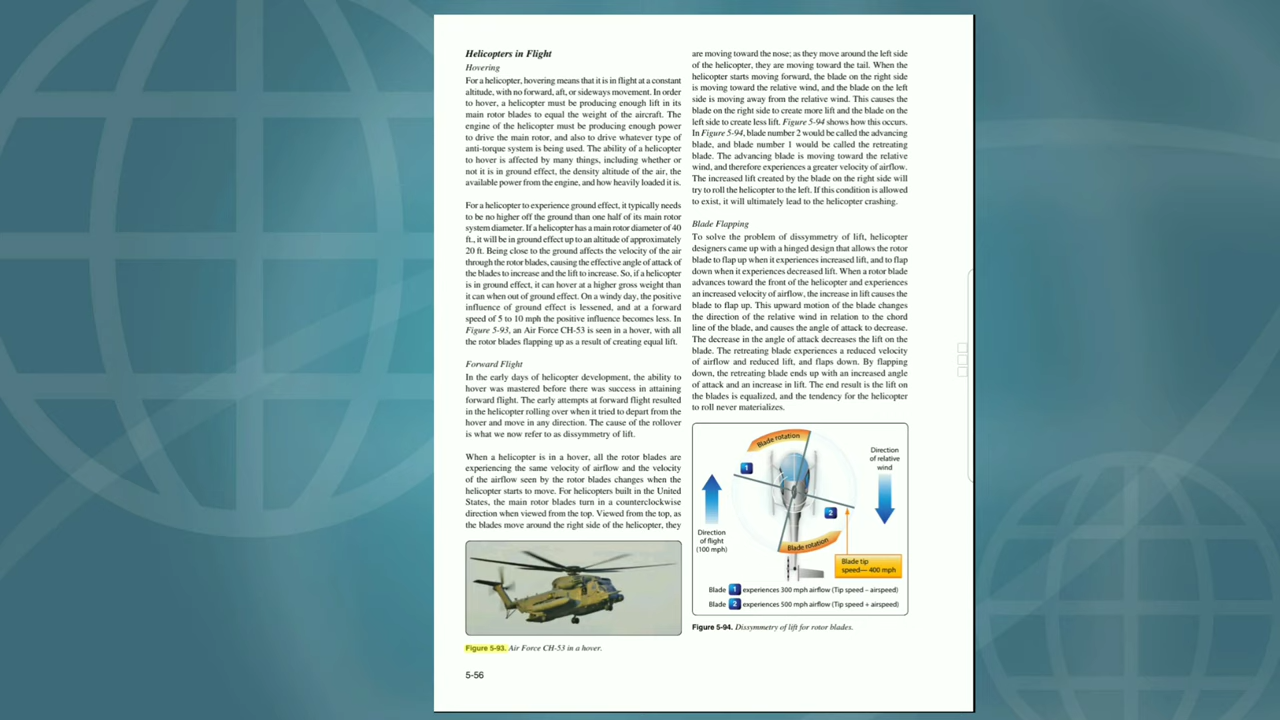 Helicopters in Flight
Hovering
For a helicopter, hovering means that it is in flight at a constant
altitude, with no forward, aft, or sideways movement. In order
to hover, a helicopter must be producing enough lift in its
main rotor blades to equal the weight of the aircraft. The
engine of the helicopter must be producing enough power
to drive the main rotor, and also to drive whatever type of
anti-torque system is being used. The ability of a helicopter
to hover is affected by many things, including whether or
not it is in ground effect, the density altitude of the air, the
available power from the engine, and how heavily loaded it is.
For a helicopter to experience ground effect, it typically needs
to be no higher off the ground than one half of its main rotor
system diameter. If a helicopter has a main rotor diameter of 40
ft., it will be in ground effect up to an altitude of approximately
20 ft. Being close to the ground affects the velocity of the air
through the rotor blades, causing the effective angle of attack of
the blades to increase and the lift to increase. So, if a helicopter
is in ground effect, it can hover at a higher gross weight than
it can when out of ground effect. On a windy day, the positive
influence of ground effect is lessened, and at a forward
speed of 5 to 10 mph the positive influence becomes less. In
Figure 5-93, an Air Force CH-53 is seen in a hover, with all
the rotor blades flapping up as a result of creating equal lift.
Forward Flight
In the early days of helicopter development, the ability to
hover was mastered before there was success in attaining
forward flight. The early attempts at forward flight resulted
in the helicopter rolling over when it tried to depart from the
hover and move in any direction. The cause of the rollover
is what we now refer to as dissymmetry of lift.
When a helicopter is in a hover, all the rotor blades are
experiencing the same velocity of airflow and the velocity
of the airflow seen by the rotor blades changes when the
helicopter starts to move. For helicopters built in the United
States, the main rotor blades turn in a counterclockwise
direction when viewed from the top. Viewed from the top, as
the blades move around the right side of the helicopter, they
Figure 5-93. Air Force CH-53 in a hover.
5-56
are moving toward the nose; as they move around the left side
of the helicopter, they are moving toward the tail. When the
helicopter starts moving forward, the blade on the right side
is moving toward the relative wind, and the blade on the left
side is moving away from the relative wind. This causes the
blade on the right side to create more lift and the blade on the
left side to create less lift. Figure 5-94 shows how this occurs.
In Figure 5-94, blade number 2 would be called the advancing
blade, and blade number 1 would be called the retreating
blade. The advancing blade is moving toward the relative
wind, and therefore experiences a greater velocity of airflow.
The increased lift created by the blade on the right side will
try to roll the helicopter to the left. If this condition is allowed
to exist, it will ultimately lead to the helicopter crashing.
Blade Flapping
To solve the problem of dissymmetry of lift, helicopter
designers came up with a hinged design that allows the rotor
blade to flap up when it experiences increased lift, and to flap
down when it experiences decreased lift. When a rotor blade
advances toward the front of the helicopter and experiences
an increased velocity of airflow, the increase in lift causes the
blade to flap up. This upward motion of the blade changes
the direction of the relative wind in relation to the chord
line of the blade, and causes the angle of attack to decrease.
The decrease in the angle of attack decreases the lift on the
blade. The retreating blade experiences a reduced velocity
of airflow and reduced lift, and flaps down. By flapping
down, the retreating blade ends up with an increased angle
of attack and an increase in lift. The end result is the lift on
the blades is equalized, and the tendency for the helicopter
to roll never materializes.
Blade rotation
1
Direction
of relative
wind
2
Direction
of flight
(100 mph)
Blade rotation
Blade tip
speed— 400 mph
Blade 1 experiences 300 mph airflow (Tip speed − airspeed)
Blade 2 experiences 500 mph airflow (Tip speed + airspeed)
Figure 5-94. Dissymmetry of lift for rotor blades.